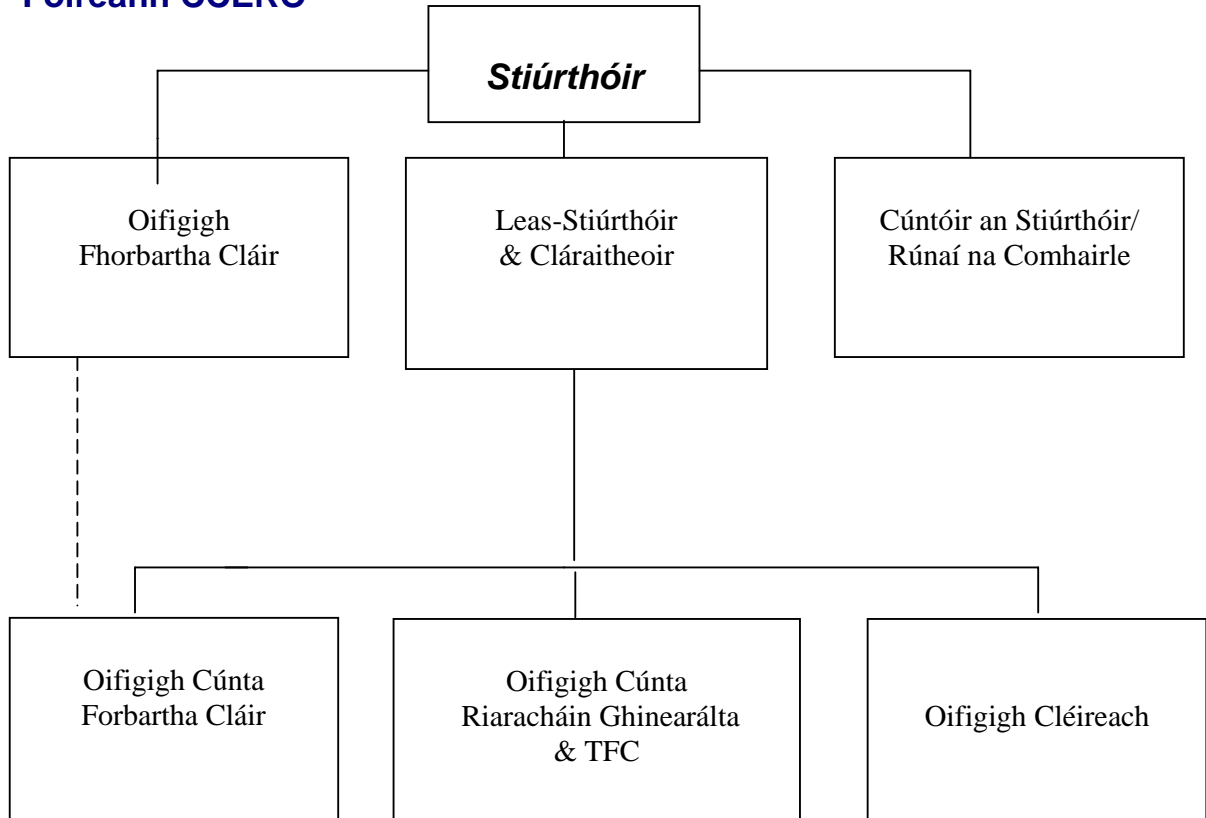 Foireann
Stiúrthóir
Oifigigh
Fhorbartha Cláir
Leas-Stiúrthóir
& Cláraitheoir
Cúntóir an Stiúrthóir/
Rúnaí na Comhairle
Oifigigh Cúnta
Forbartha Cláir
Oifigigh Cúnta
Riaracháin Ghinearálta
& TFC
Oifigigh Cléireach